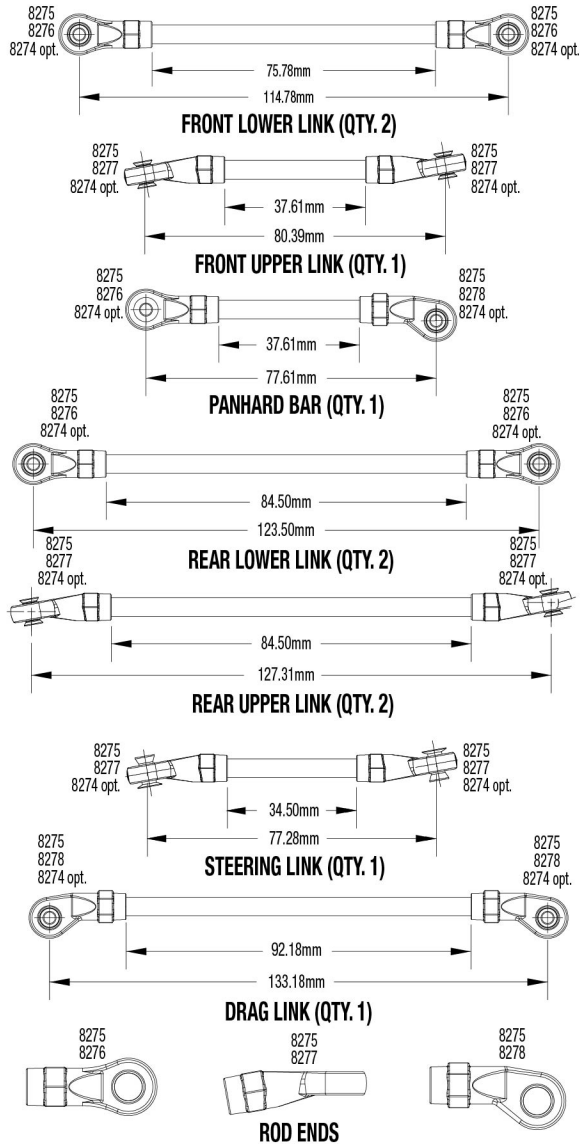 8275
8276
8274 opt.
8275
8276
8274 opt.
75.78mm
114.78mm
FRONT LOWER LINK (QTY. 2)
8275
8277
8274 opt.
8275
8277
8274 opt.
37.61mm
80.39mm
FRONT UPPER LINK (QTY. 1)
8275
8276
8274 opt.
8275
8278
8274 opt.
37.61mm
77.61mm
PANHARD BAR (QTY. 1)
8275
8276
8274 opt.
8275
8276
8274 opt.
84.50mm
123.50mm
REAR LOWER LINK (QTY. 2)
8275
8277
8274 opt.
8275
8277
8274 opt.
84.50mm
127.31mm
REAR UPPER LINK (QTY. 2)
8275
8277
8274 opt.
8275
8277
8274 opt.
34.50mm
77.28mm
STEERING LINK (QTY. 1)
8275
8278
8274 opt.
8275
8278
8274 opt.
92.18mm
133.18mm
DRAG LINK (QTY. 1)
8275
8276
8275
8277
8275
8278
ROD ENDS